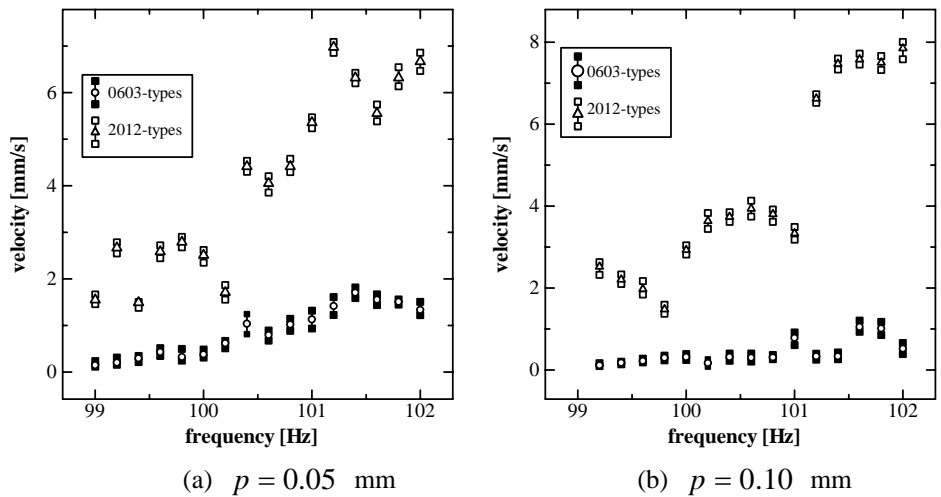 velocity [mm/s]
6
4
2
0
0603-types
2012-types
99
100
101
102
frequency [Hz]
(a) p = 0.05 mm
velocity [mm/s]
8
6
4
2
0
0603-types
2012-types
99
100
101
102
frequency [Hz]
(b) p = 0.10 mm